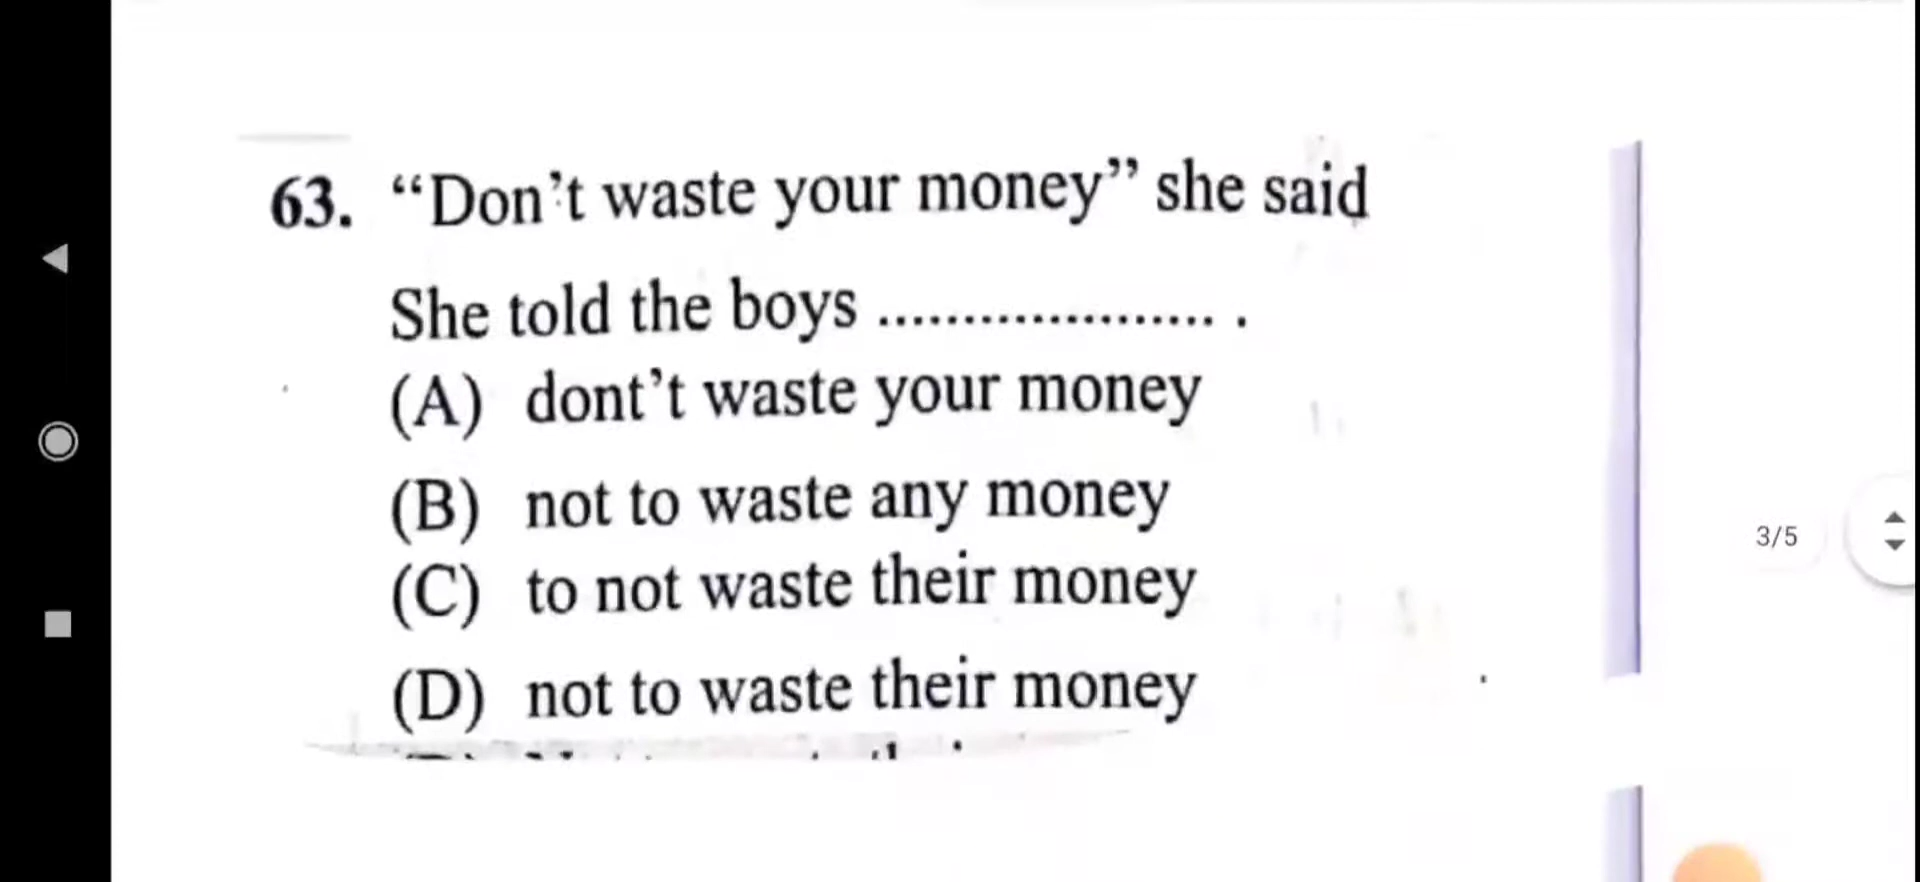 63. “Don’t waste your money” she said
She told the boys ..................... .
(A) dont’t waste your money
(B) not to waste any money
(C) to not waste their money
(D) not to waste their money
3/5